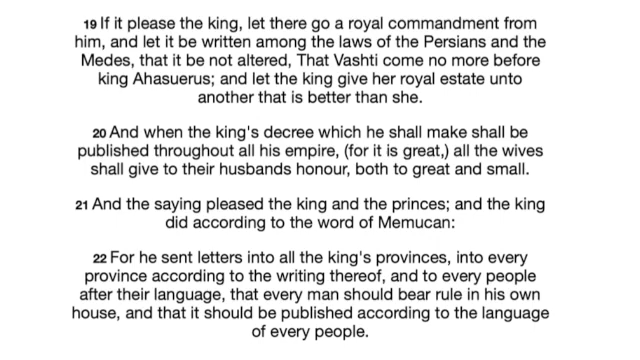 19 If it please the king, let there go a royal commandment from
him, and let it be written among the laws of the Persians and the
Medes, that it be not altered, That Vashti come no more before
king Ahasuerus; and let the king give her royal estate unto
another that is better than she.
20 And when the king's decree which he shall make shall be
published throughout all his empire, (for it is great,) all the wives
shall give to their husbands honour, both to great and small.
21 And the saying pleased the king and the princes; and the king
did according to the word of Memucan:
22 For he sent letters into all the king's provinces, into every
province according to the writing thereof, and to every people
after their language, that every man should bear rule in his own
house, and that it should be published according to the language
of every people.